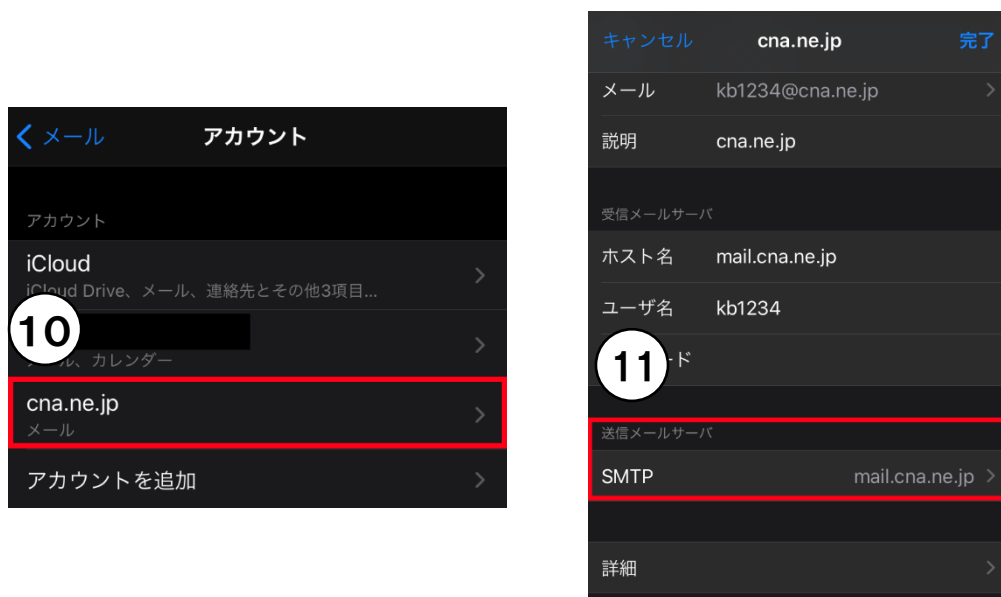 メール
アカウント
アカウント
iCloud
iCloud Drive、メール、連絡先とその他3項目...
10
カレンダー
cna.ne.jp
メール
アカウントを追加
キャンセル
cna.ne.jp
完了
メール
kb1234@cna.ne.jp
説明
cna.ne.jp
受信メールサーバ
ホスト名
mail.cna.ne.jp
ユーザ名
kb1234
11
ード
送信メールサーバ
SMTP
mail.cna.ne.jp
詳細